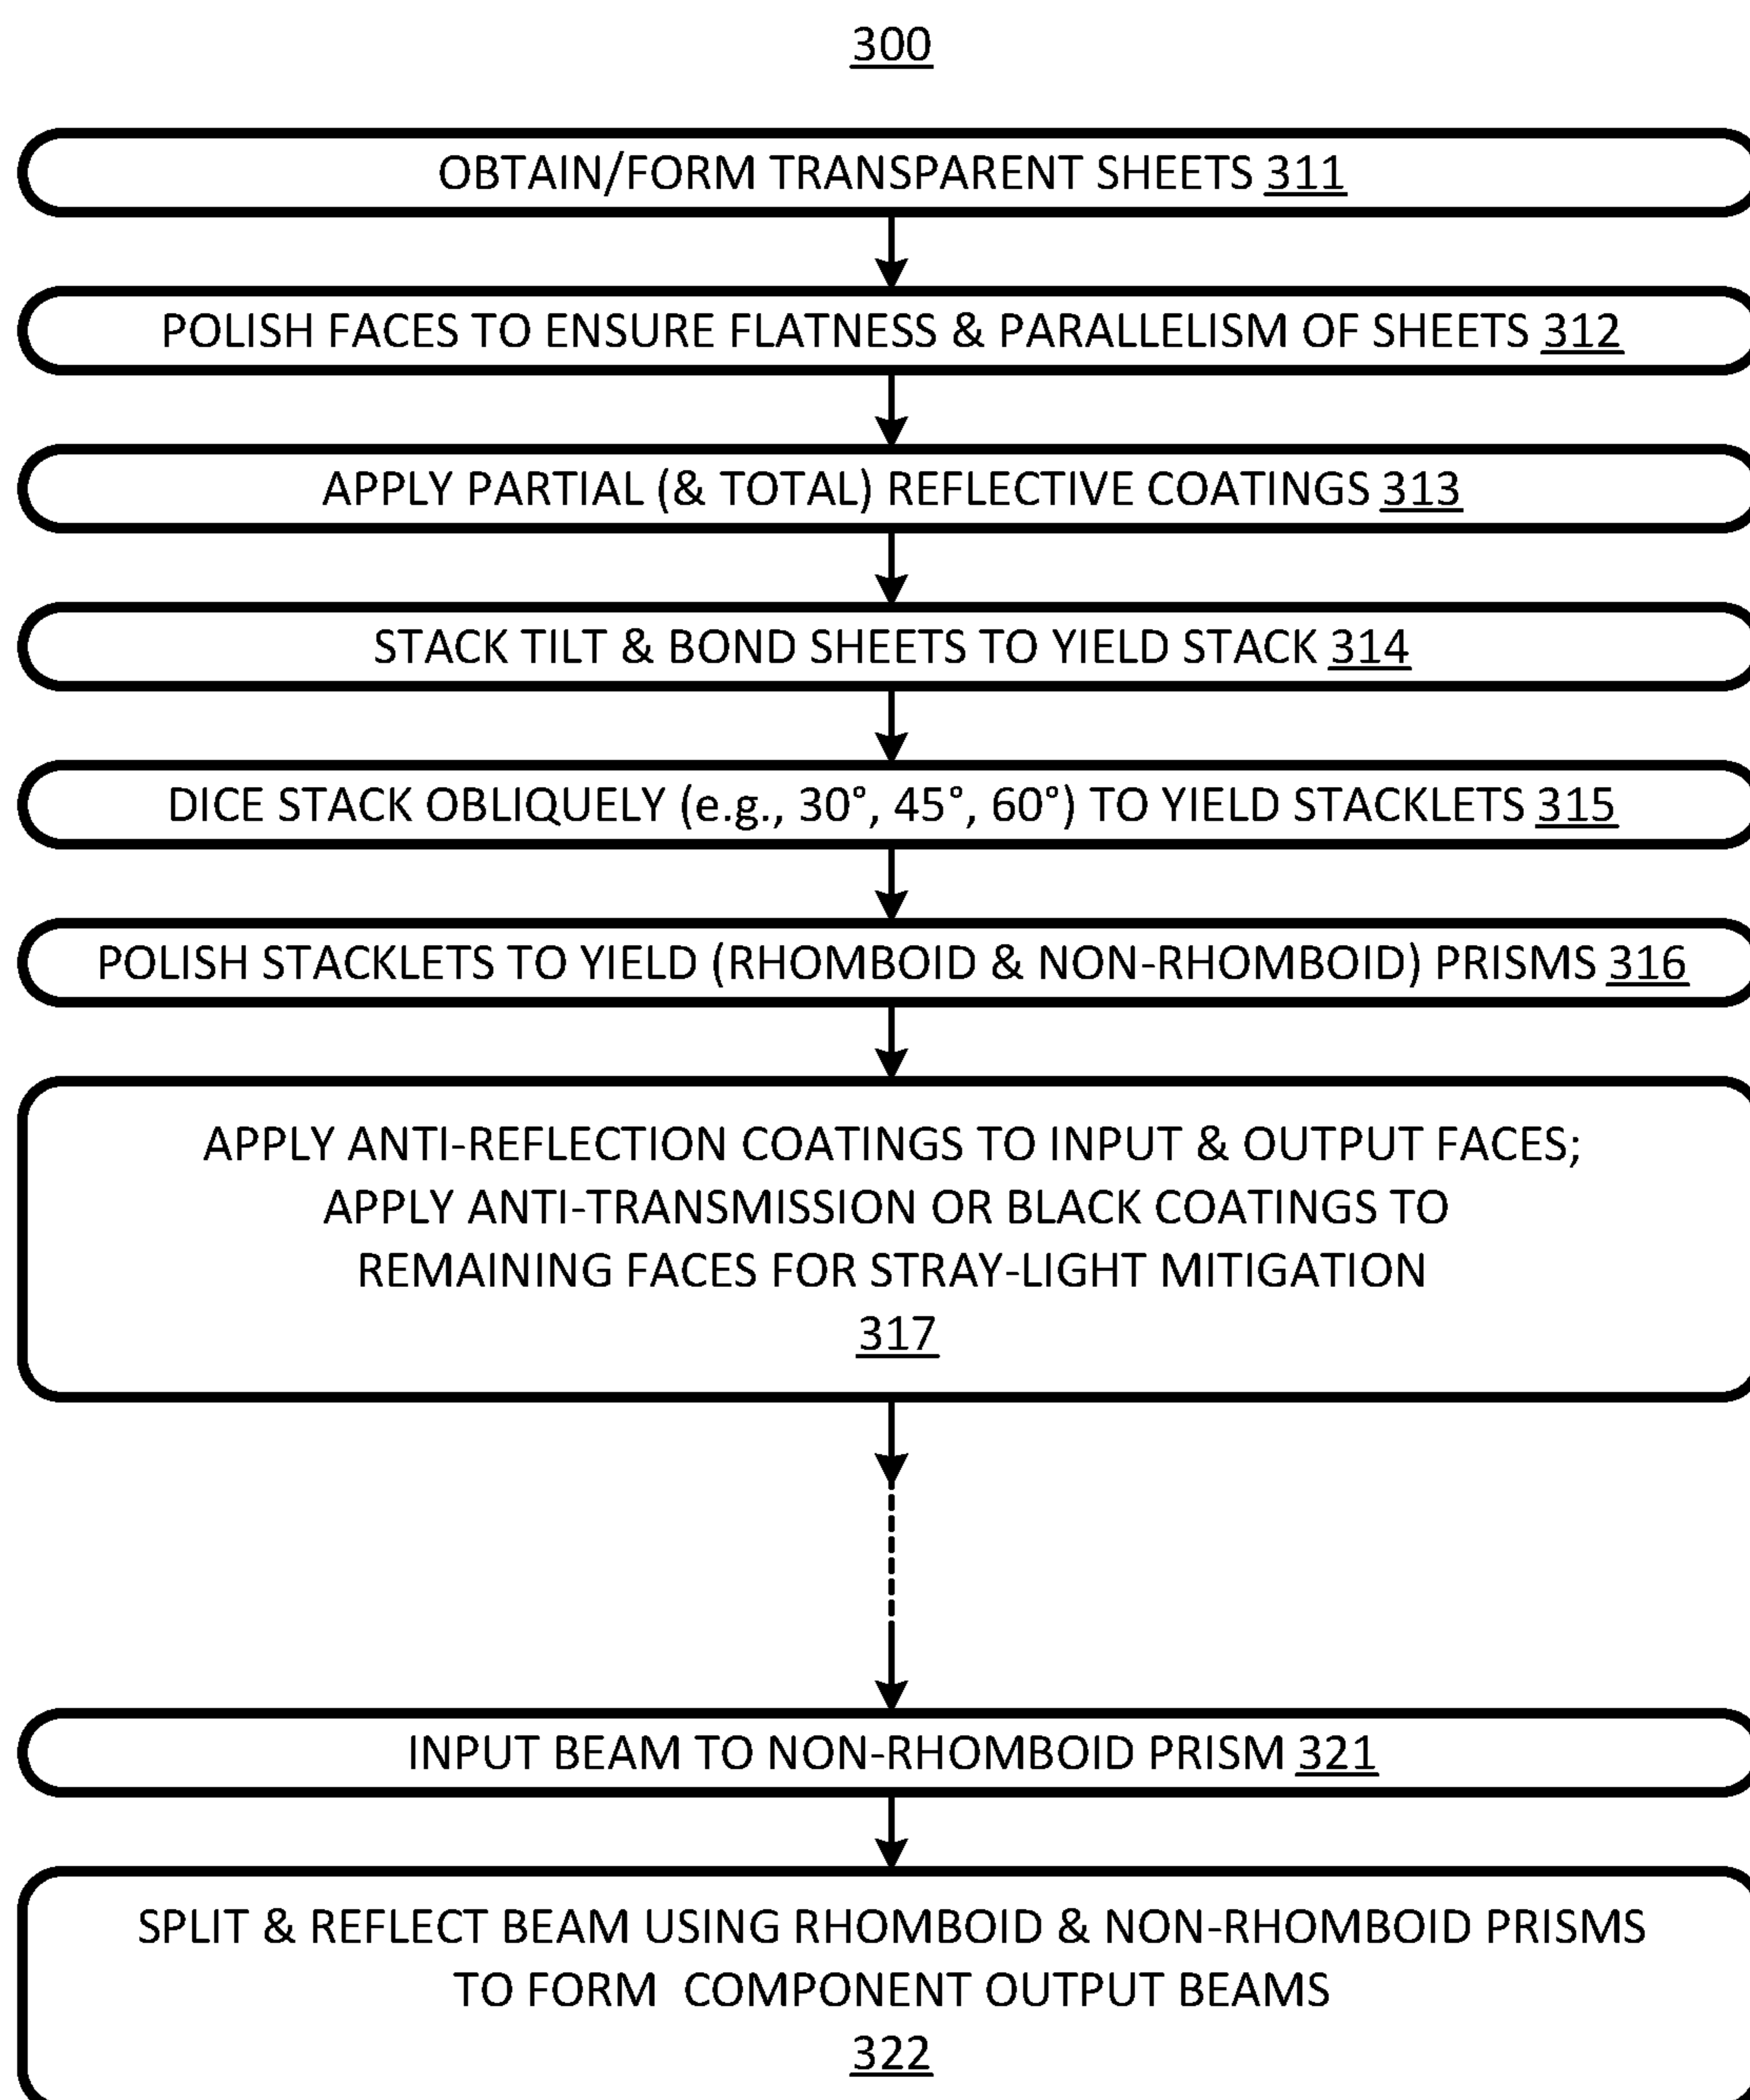 300
OBTAIN/FORM TRANSPARENT SHEETS 311
POLISH FACES TO ENSURE FLATNESS & PARALLELISM OF SHEETS 312
APPLY PARTIAL (& TOTAL) REFLECTIVE COATINGS 313
STACK TILT & BOND SHEETS TO YIELD STACK 314
DICE STACK OBLIQUELY (e.g., 30°, 45°, 60°) TO YIELD STACKLETS 315
POLISH STACKLETS TO YIELD (RHOMBOID & NON-RHOMBOID) PRISMS 316
APPLY ANTI-REFLECTION COATINGS TO INPUT & OUTPUT FACES;
APPLY ANTI-TRANSMISSION OR BLACK COATINGS TO
REMAINING FACES FOR STRAY-LIGHT MITIGATION
317
INPUT BEAM TO NON-RHOMBOID PRISM 321
SPLIT & REFLECT BEAM USING RHOMBOID & NON-RHOMBOID PRISMS
TO FORM COMPONENT OUTPUT BEAMS
322